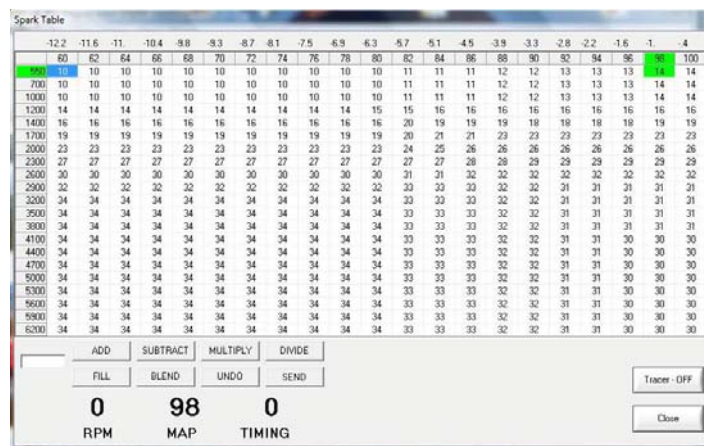 Spark Table
-12.2 -11.6 -11. -10.4 -9.8 -9.3 -8.7 -8.1 -7.5 -6.9 -6.3 -5.7 -5.1 -4.5 -3.9 -3.3 -2.8 -2.2 -1.6 -1. -.4
60 62 64 66 68 70 72 74 76 78 80 82 84 86 88 90 92 94 96 98 100
550 10 10 10 10 10 10 10 10 10 10 10 11 11 11 12 12 13 13 13 14 14
700 10 10 10 10 10 10 10 10 10 10 10 11 11 11 12 12 13 13 13 14 14
1000 10 10 10 10 10 10 10 10 10 10 10 11 11 11 12 12 13 13 13 14 14
1200 14 14 14 14 14 14 14 14 14 14 15 15 16 16 16 16 16 16 16 16 16
1400 16 16 16 16 16 16 16 16 16 16 16 20 19 19 19 18 18 18 18 19 19
1700 19 19 19 19 19 19 19 19 19 19 19 20 21 21 23 23 23 23 23 23 23
2000 23 23 23 23 23 23 23 23 23 23 23 24 25 26 26 26 26 26 26 26 26
2300 27 27 27 27 27 27 27 27 27 27 27 27 27 28 28 29 29 29 29 29 29
2600 30 30 30 30 30 30 30 30 30 30 30 31 31 32 32 32 32 32 32 32 32
2900 32 32 32 32 32 32 32 32 32 32 32 33 33 33 32 32 31 31 31 31 31
3200 34 34 34 34 34 34 34 34 34 34 34 33 33 33 32 32 31 31 31 31 31
3500 34 34 34 34 34 34 34 34 34 34 34 33 33 33 32 32 31 31 31 31 31
3800 34 34 34 34 34 34 34 34 34 34 34 33 33 33 32 32 31 31 31 31 31
4100 34 34 34 34 34 34 34 34 34 34 34 33 33 33 32 32 31 31 30 30 30
4400 34 34 34 34 34 34 34 34 34 34 34 33 33 33 32 32 31 31 30 30 30
4700 34 34 34 34 34 34 34 34 34 34 34 33 33 33 32 32 31 31 30 30 30
5000 34 34 34 34 34 34 34 34 34 34 34 33 33 33 32 32 31 31 30 30 30
5300 34 34 34 34 34 34 34 34 34 34 34 33 33 33 32 32 31 31 30 30 30
5600 34 34 34 34 34 34 34 34 34 34 34 33 33 33 32 32 31 31 30 30 30
5900 34 34 34 34 34 34 34 34 34 34 34 33 33 33 32 32 31 31 30 30 30
6200 34 34 34 34 34 34 34 34 34 34 34 33 33 33 32 32 31 31 30 30 30
ADD SUBTRACT MULTIPLY DIVIDE
FILL BLEND UNDO SEND
Tracer - OFF
0 98 0
RPM MAP TIMING
Close